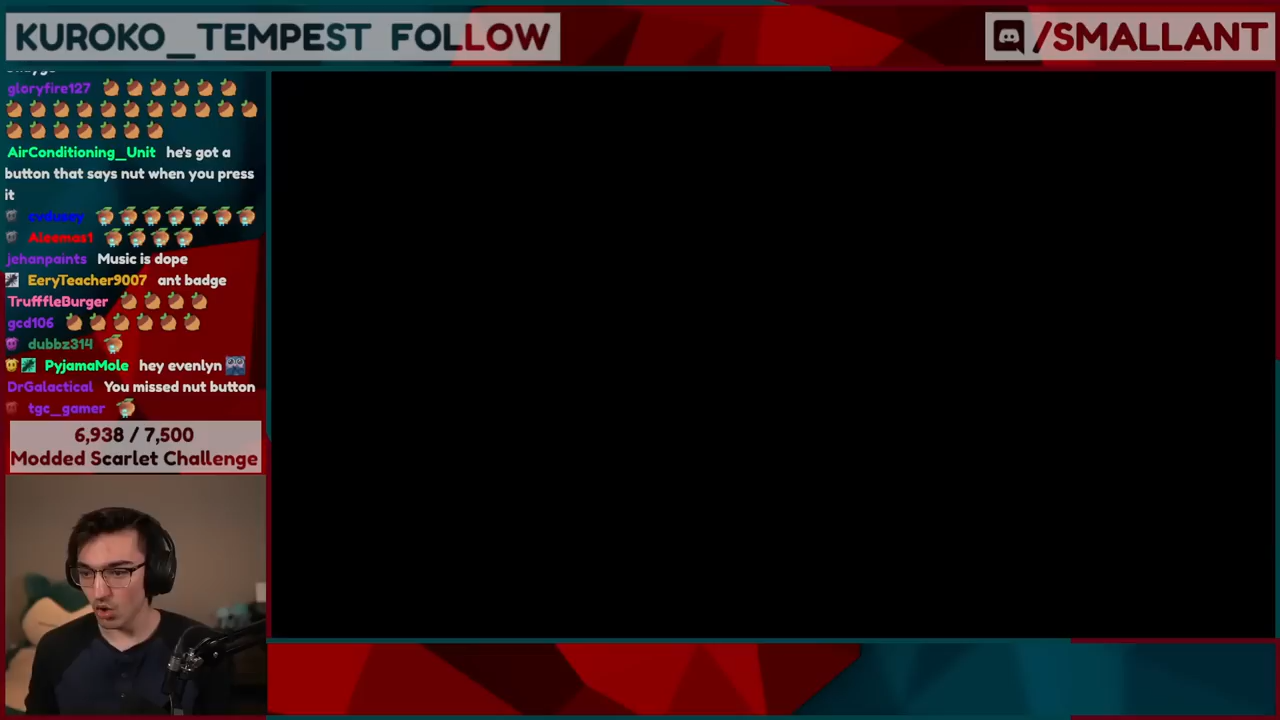 KUROKO_TEMPEST FOLLOW
/SMALLANT
gloryfire127
AirConditioning_Unit he's got a
button that says nut when you press
it
cvdussy
Aleemas1
jehanpaints Music is dope
EeryTeacher9007 ant badge
TrufffleBurger
gcd106
dubbz314
PyjamaMole hey evenlyn
DrGalactical You missed nut button
tgc_gamer
6,938 / 7,500
Modded Scarlet Challenge